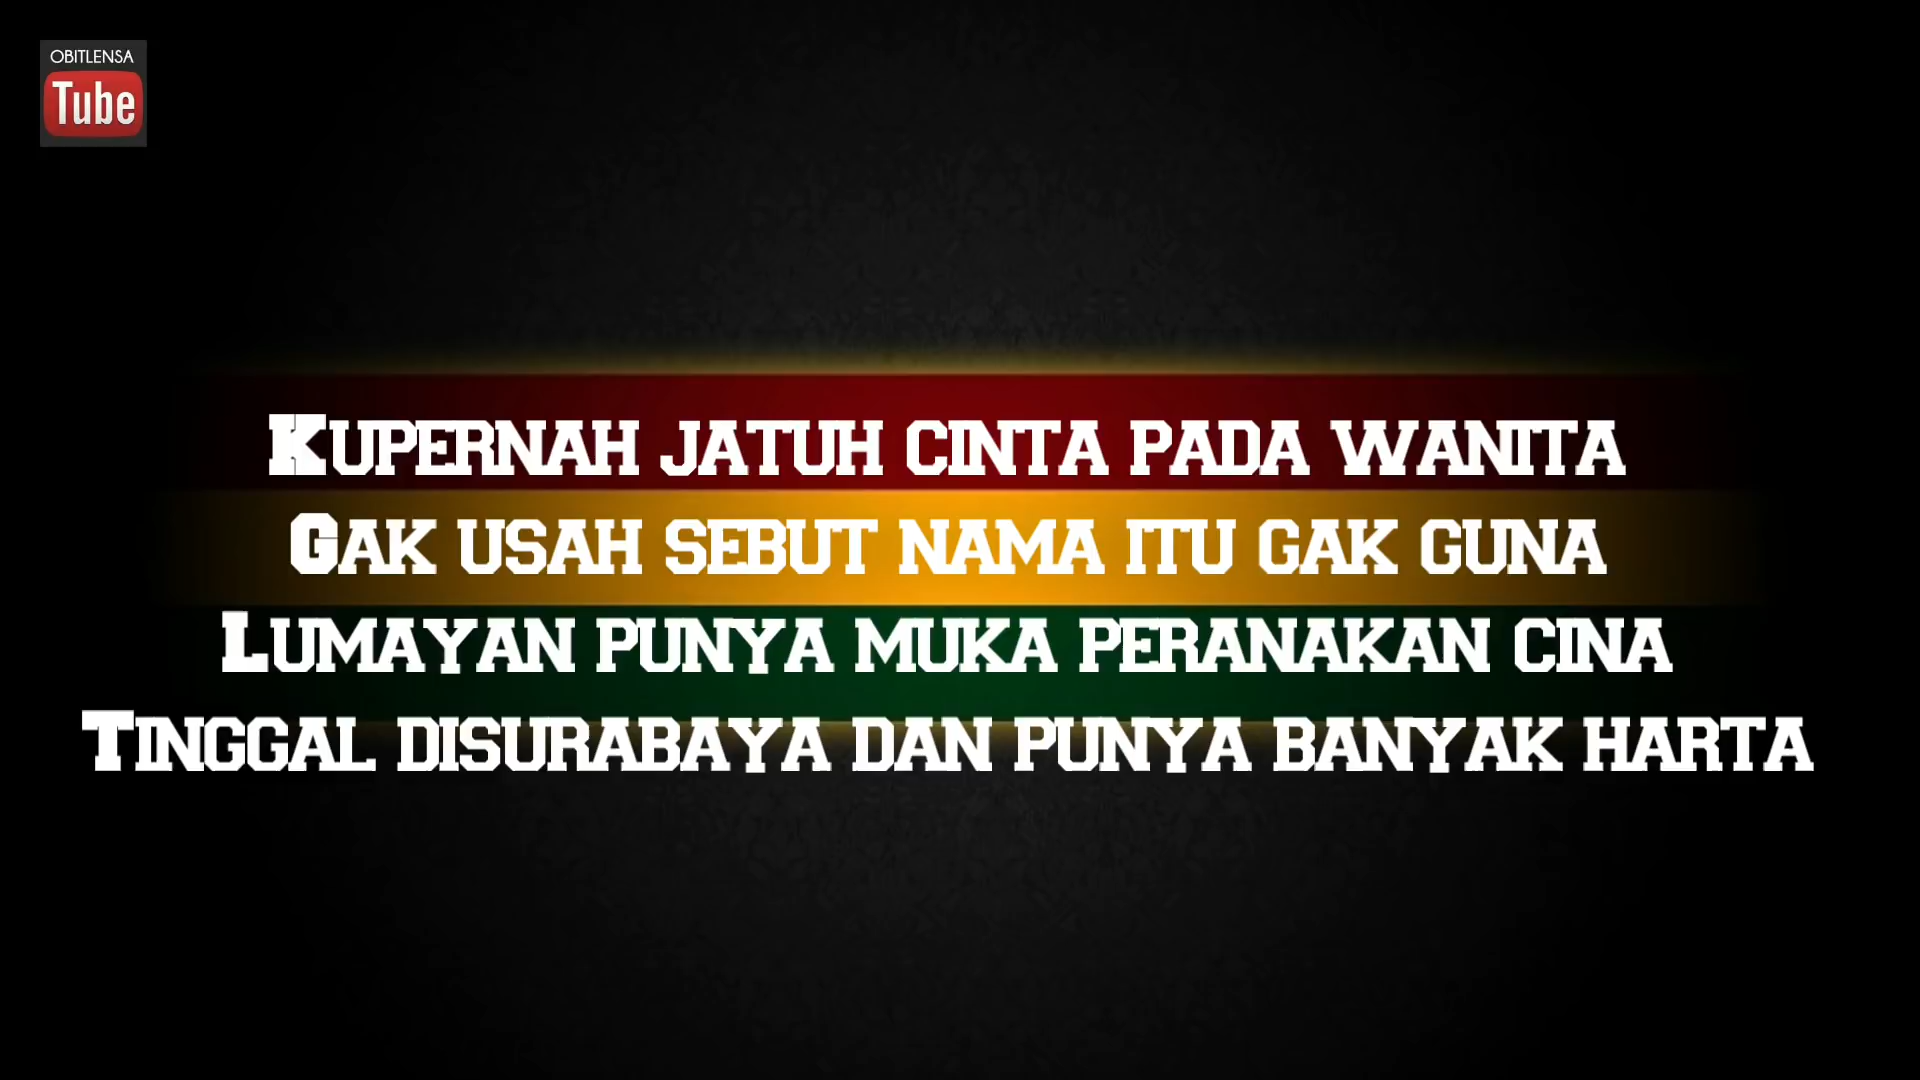 OBITLENSA
Tube
KUPERNAH JATUH CINTA PADA WANITA
GAK USAH SEBUT NAMA ITU GAK GUNA
LUMAYAN PUNYA MUKA PERANAKAN CINA
TINGGAL DISURABAYA DAN PUNYA BANYAK HARTA